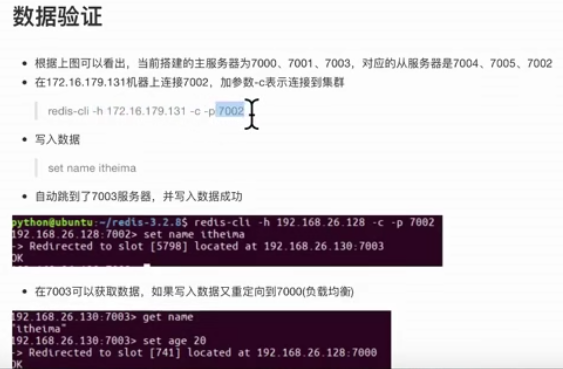 数据验证
根据上图可以看出，当前搭建的主服务器为7000、7001、7003，对应的从服务器是7004、7005、7002
在172.16.179.131机器上连接7002，加参数-c表示连接到集群
redis-cli -h 172.16.179.131 -c -p 7002
写入数据
set name itheima
自动跳到了7003服务器，并写入数据成功
python@ubuntu:~/redis-3.2.8$ redis-cli -h 192.168.26.128 -c -p 7002
192.168.26.128:7002> set name itheima
-> Redirected to slot [5798] located at 192.168.26.130:7003
OK
在7003可以获取数据，如果写入数据又重定向到7000(负载均衡)
192.168.26.130:7003> get name
"itheima"
192.168.26.130:7003> set age 20
-> Redirected to slot [741] located at 192.168.26.128:7000
OK